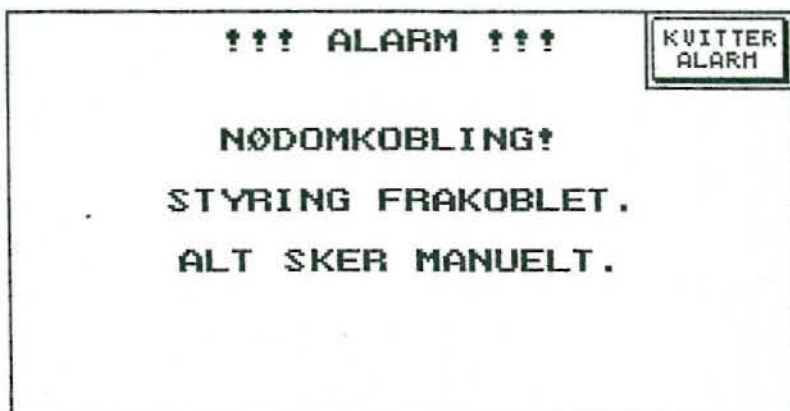 !!! ALARM !!!
KVITTER
ALARM
NØDOMKOBLING!
STYRING FRAKOBLET.
ALT SKER MANUELT.